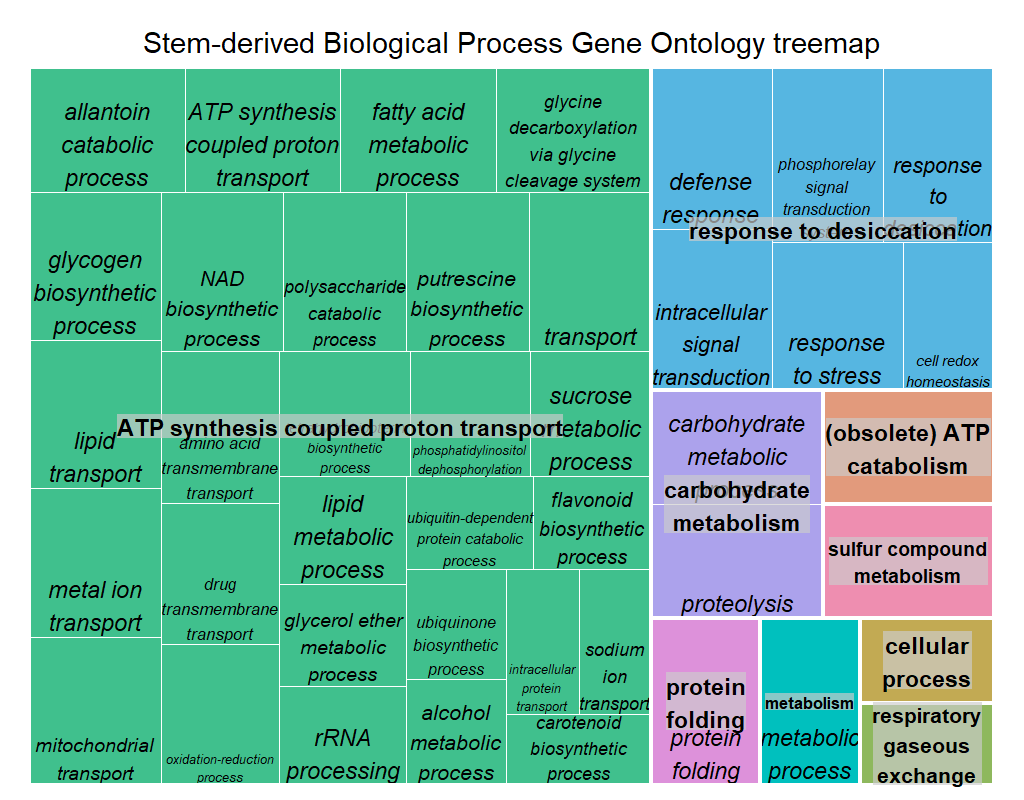 Stem-derived Biological Process Gene Ontology treemap
allantoin
catabolic
process
ATP synthesis
coupled proton
transport
fatty acid
metabolic
process
glycine
decarboxylation
via glycine
cleavage system
glycogen
biosynthetic
process
NAD
biosynthetic
process
polysaccharide
catabolic
process
putrescine
biosynthetic
process
transport
lipid
transport
ATP synthesis coupled proton transport
amino acid
transmembrane
transport
biosynthetic
process
phosphatidylinositol
dephosphorylation
sucrose
metabolic
process
metal ion
transport
drug
transmembrane
transport
lipid
metabolic
process
ubiquitin-dependent
protein catabolic
process
flavonoid
biosynthetic
process
mitochondrial
transport
oxidation-reduction
process
glycerol ether
metabolic
process
rRNA
processing
ubiquinone
biosynthetic
process
alcohol
metabolic
process
intracellular
protein
transport
sodium
ion
transport
carotenoid
biosynthetic
process
defense
response
phosphorelay
signal
transduction
system
response
to
desiccation
response to desiccation
intracellular
signal
transduction
response
to stress
cell redox
homeostasis
carbohydrate
metabolic
process
carbohydrate
metabolism
proteolysis
(obsolete) ATP
catabolism
sulfur compound
metabolism
protein
folding
protein
folding
metabolism
metabolic
process
cellular
process
respiratory
gaseous
exchange